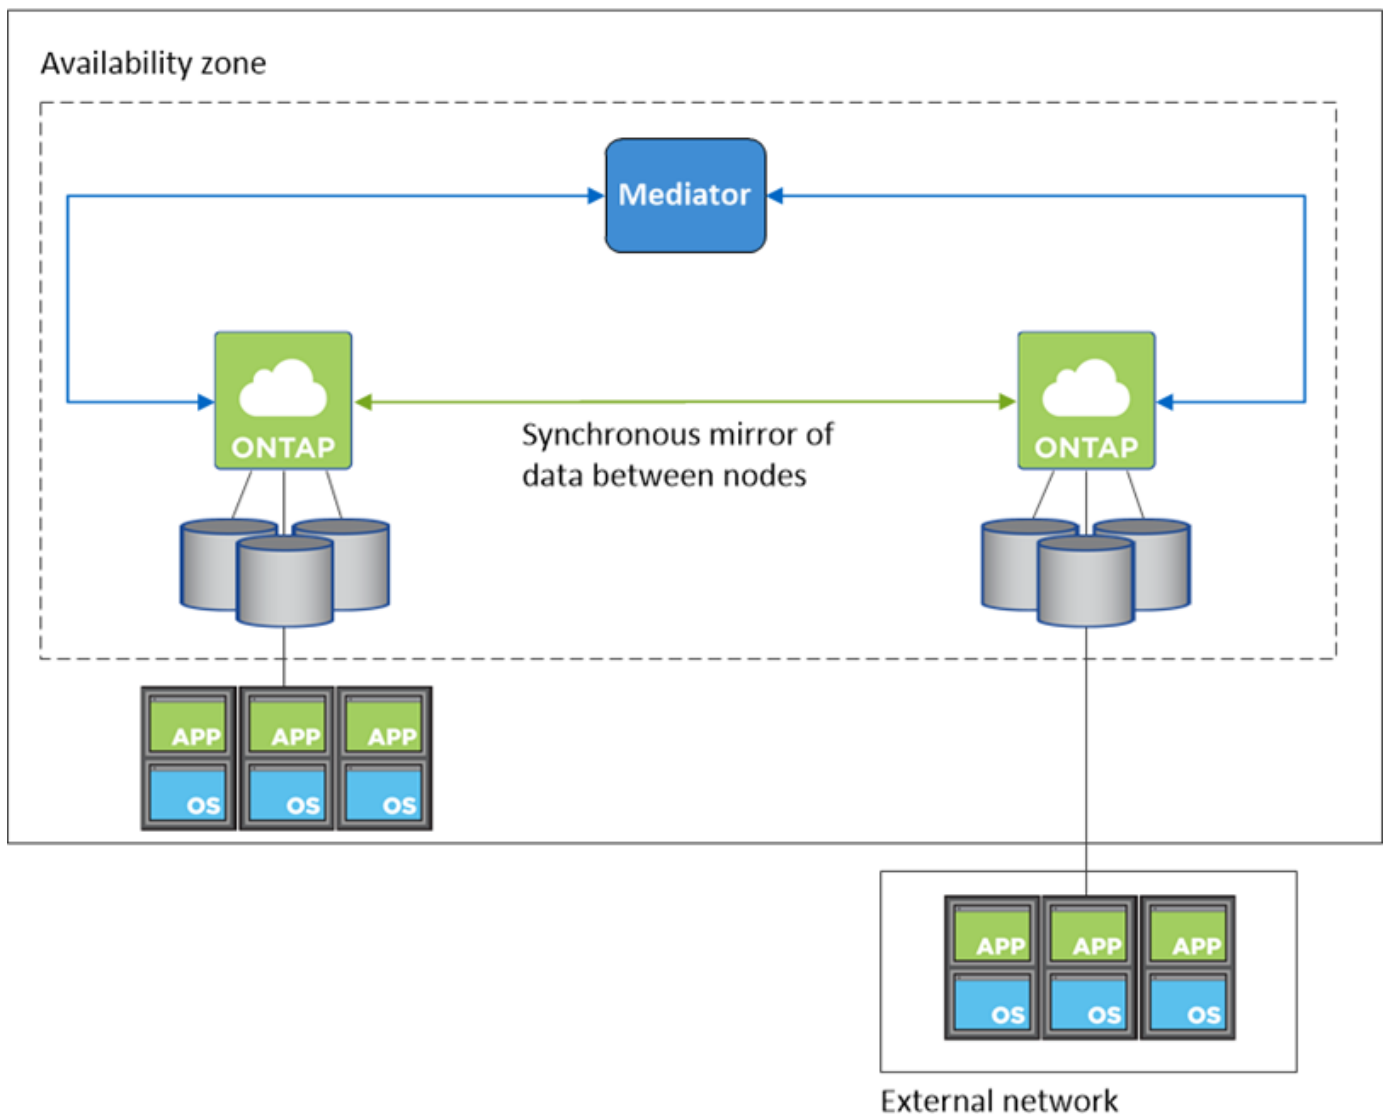 Availability zone
Mediator
ONTAP
ONTAP
Synchronous mirror of
data between nodes
APP APP APP
OS OS OS
APP APP APP
OS OS OS
External network